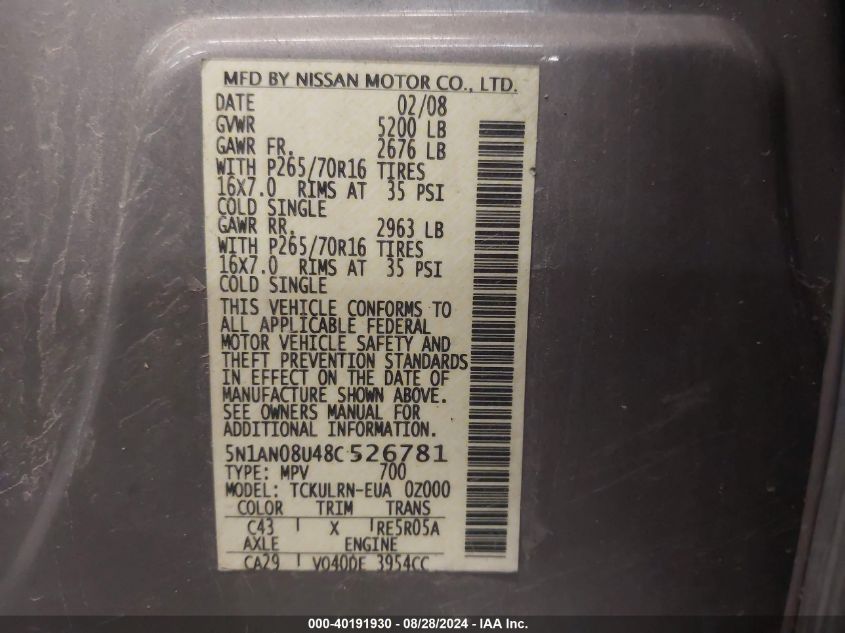 MFD BY NISSAN MOTOR CO., LTD.
DATE 02/08
GVWR 5200 LB
GAWR FR. 2676 LB
WITH P265/70R16 TIRES
16X7.0 RIMS AT 35 PSI
COLD SINGLE
GAWR RR. 2963 LB
WITH P265/70R16 TIRES
16X7.0 RIMS AT 35 PSI
COLD SINGLE
THIS VEHICLE CONFORMS TO
ALL APPLICABLE FEDERAL
MOTOR VEHICLE SAFETY AND
THEFT PREVENTION STANDARDS
IN EFFECT ON THE DATE OF
MANUFACTURE SHOWN ABOVE.
SEE OWNERS MANUAL FOR
ADDITIONAL INFORMATION.
5N1AN08U48C526781
TYPE: MPV 700
MODEL: TCKULRN-EUA 0Z000
COLOR TRIM TRANS
C43 X RE5R05A
AXLE ENGINE
CA29 VQ40DE 3954CC
000-40191930 - 08/28/2024 - IAA Inc.